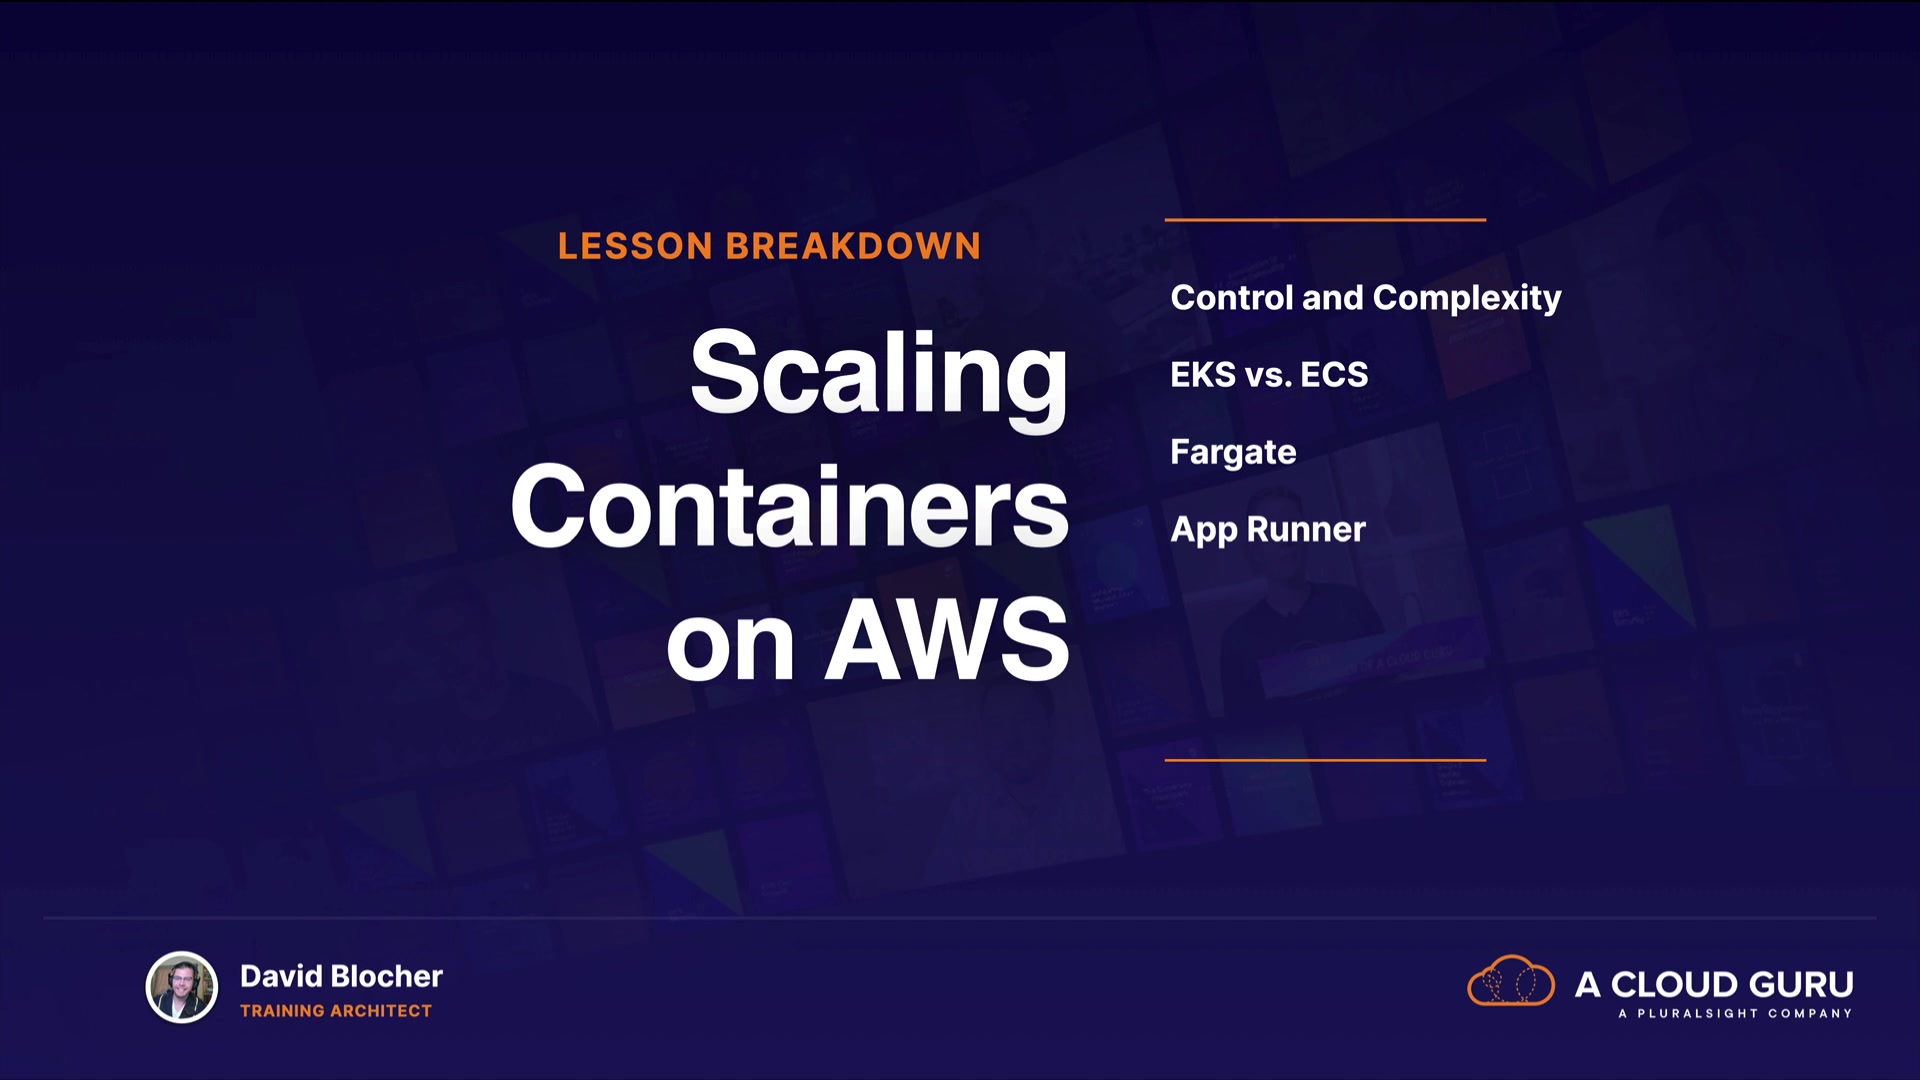 LESSON BREAKDOWN
Scaling
Containers
on AWS
Control and Complexity
EKS vs. ECS
Fargate
App Runner
David Blocher
TRAINING ARCHITECT
A CLOUD GURU
A PLURALSIGHT COMPANY